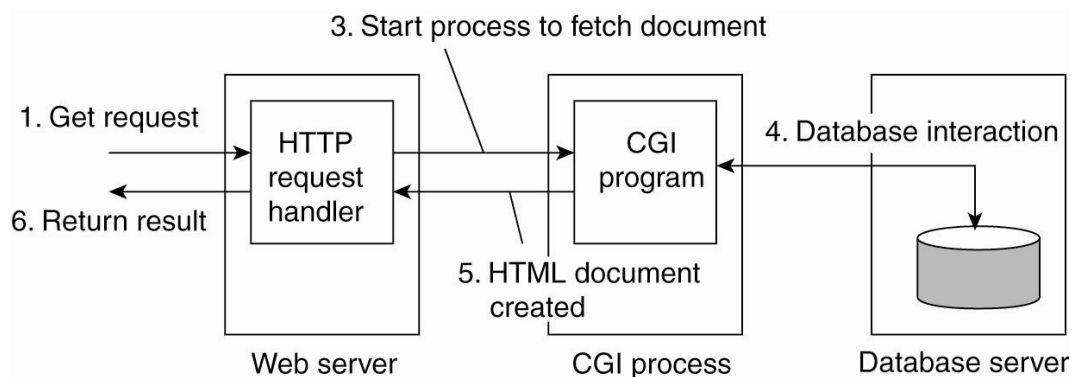 3. Start process to fetch document
1. Get request
HTTP
request
handler
CGI
program
4. Database interaction
6. Return result
5. HTML document
created
Web server
CGI process
Database server